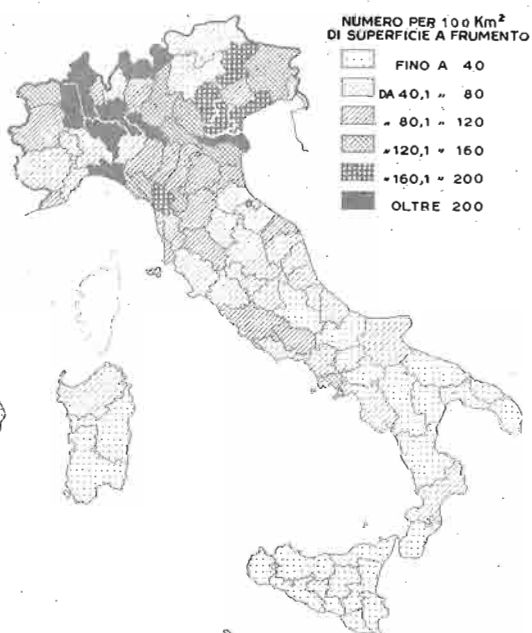 NUMERO PER 100 Km²
DI SUPERFICIE A FRUMENTO
FINO A 40
DA 40,1 " 80
" 80,1 " 120
" 120,1 " 160
" 160,1 " 200
OLTRE 200